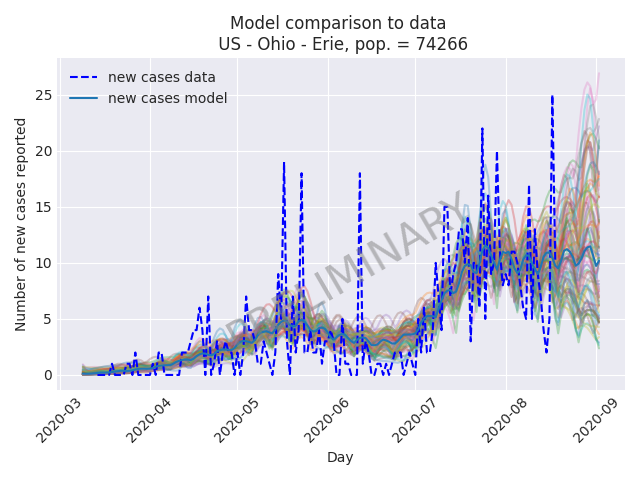 Model comparison to data
US - Ohio - Erie, pop. = 74266
new cases data
new cases model
Number of new cases reported
25
20
15
10
5
0
PRELIMINARY
2020-03
2020-04
2020-05
2020-06
2020-07
2020-08
2020-09
Day